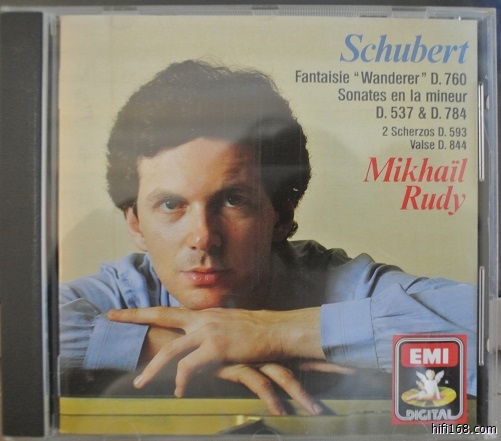 Schubert
Fantaisie "Wanderer" D. 760
Sonates en la mineur
D. 537 & D. 784
2 Scherzos D. 593
Valse D. 844
Mikhaïl
Rudy
EMI
DIGITAL
hifi168.com